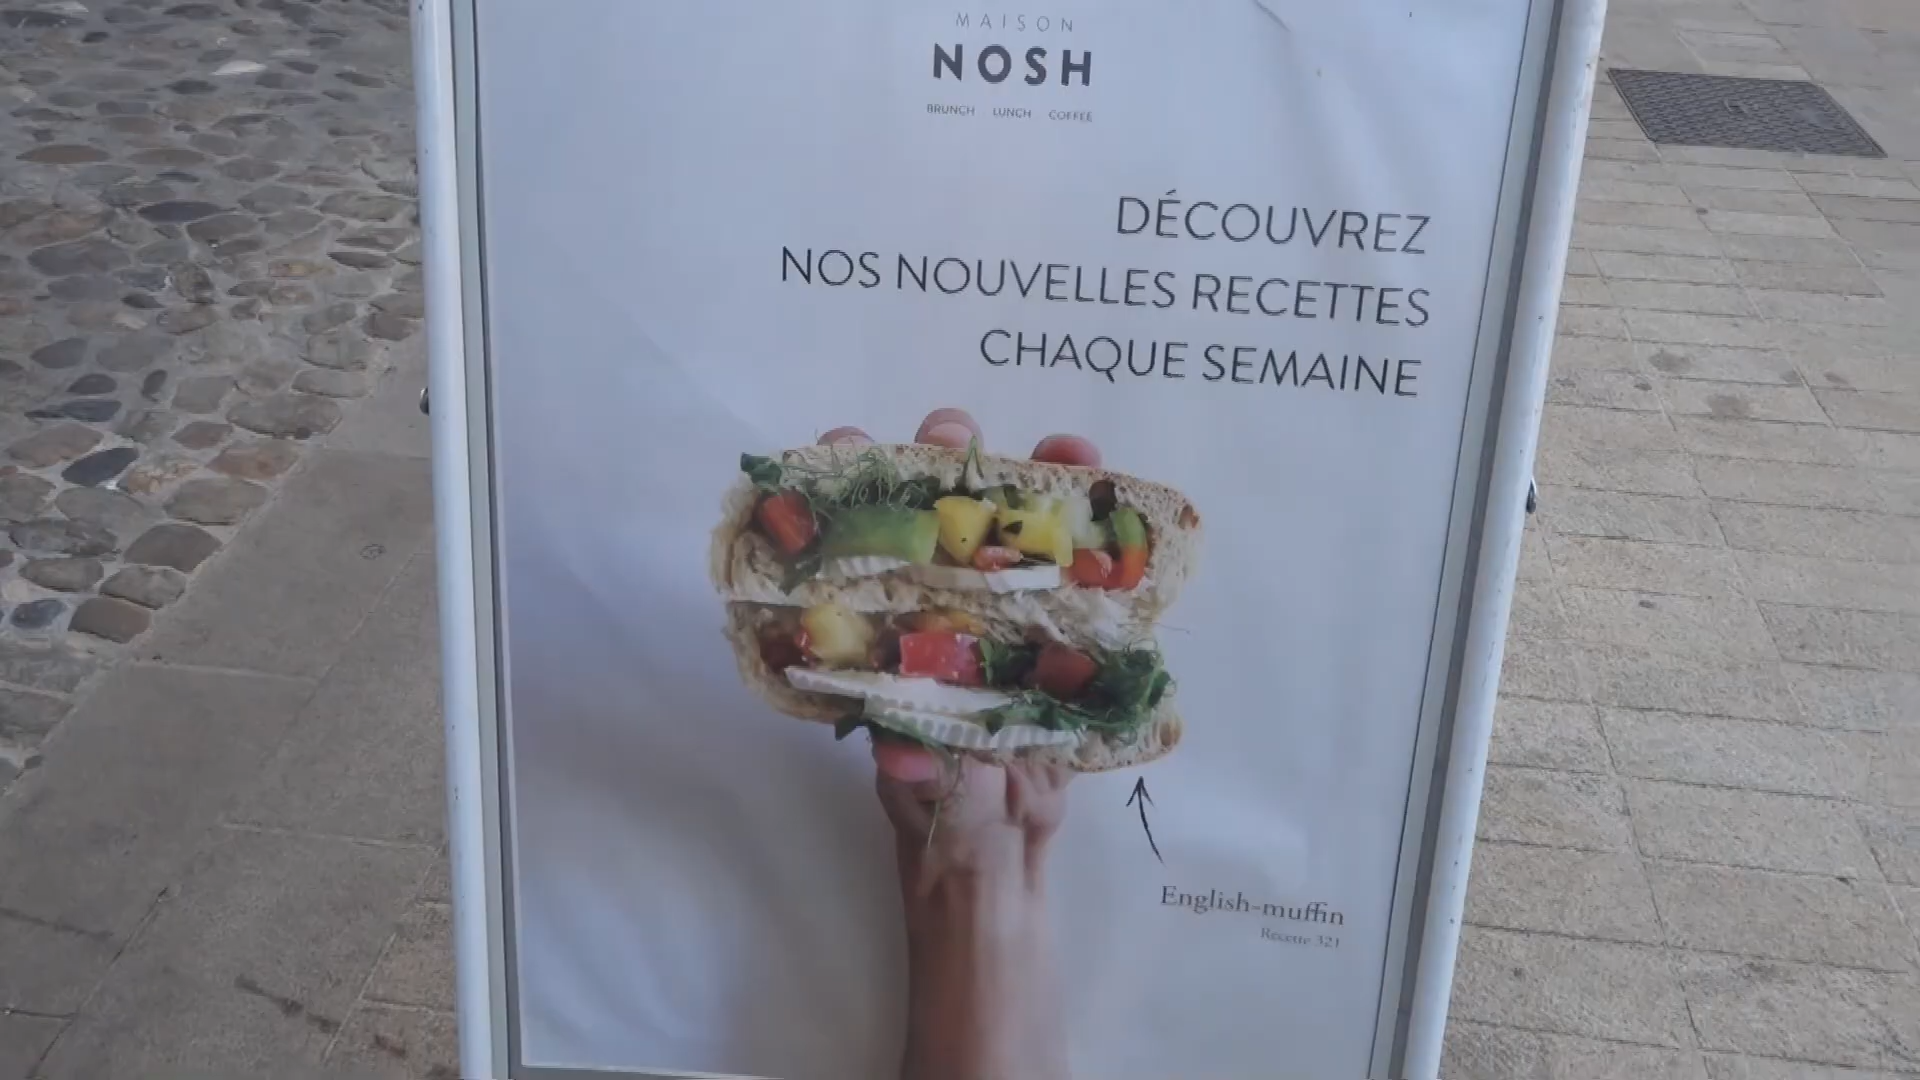 MAISON
NOSH
BRUNCH LUNCH COFFEE
DÉCOUVREZ
NOS NOUVELLES RECETTES
CHAQUE SEMAINE
English-muffin
Recette 321